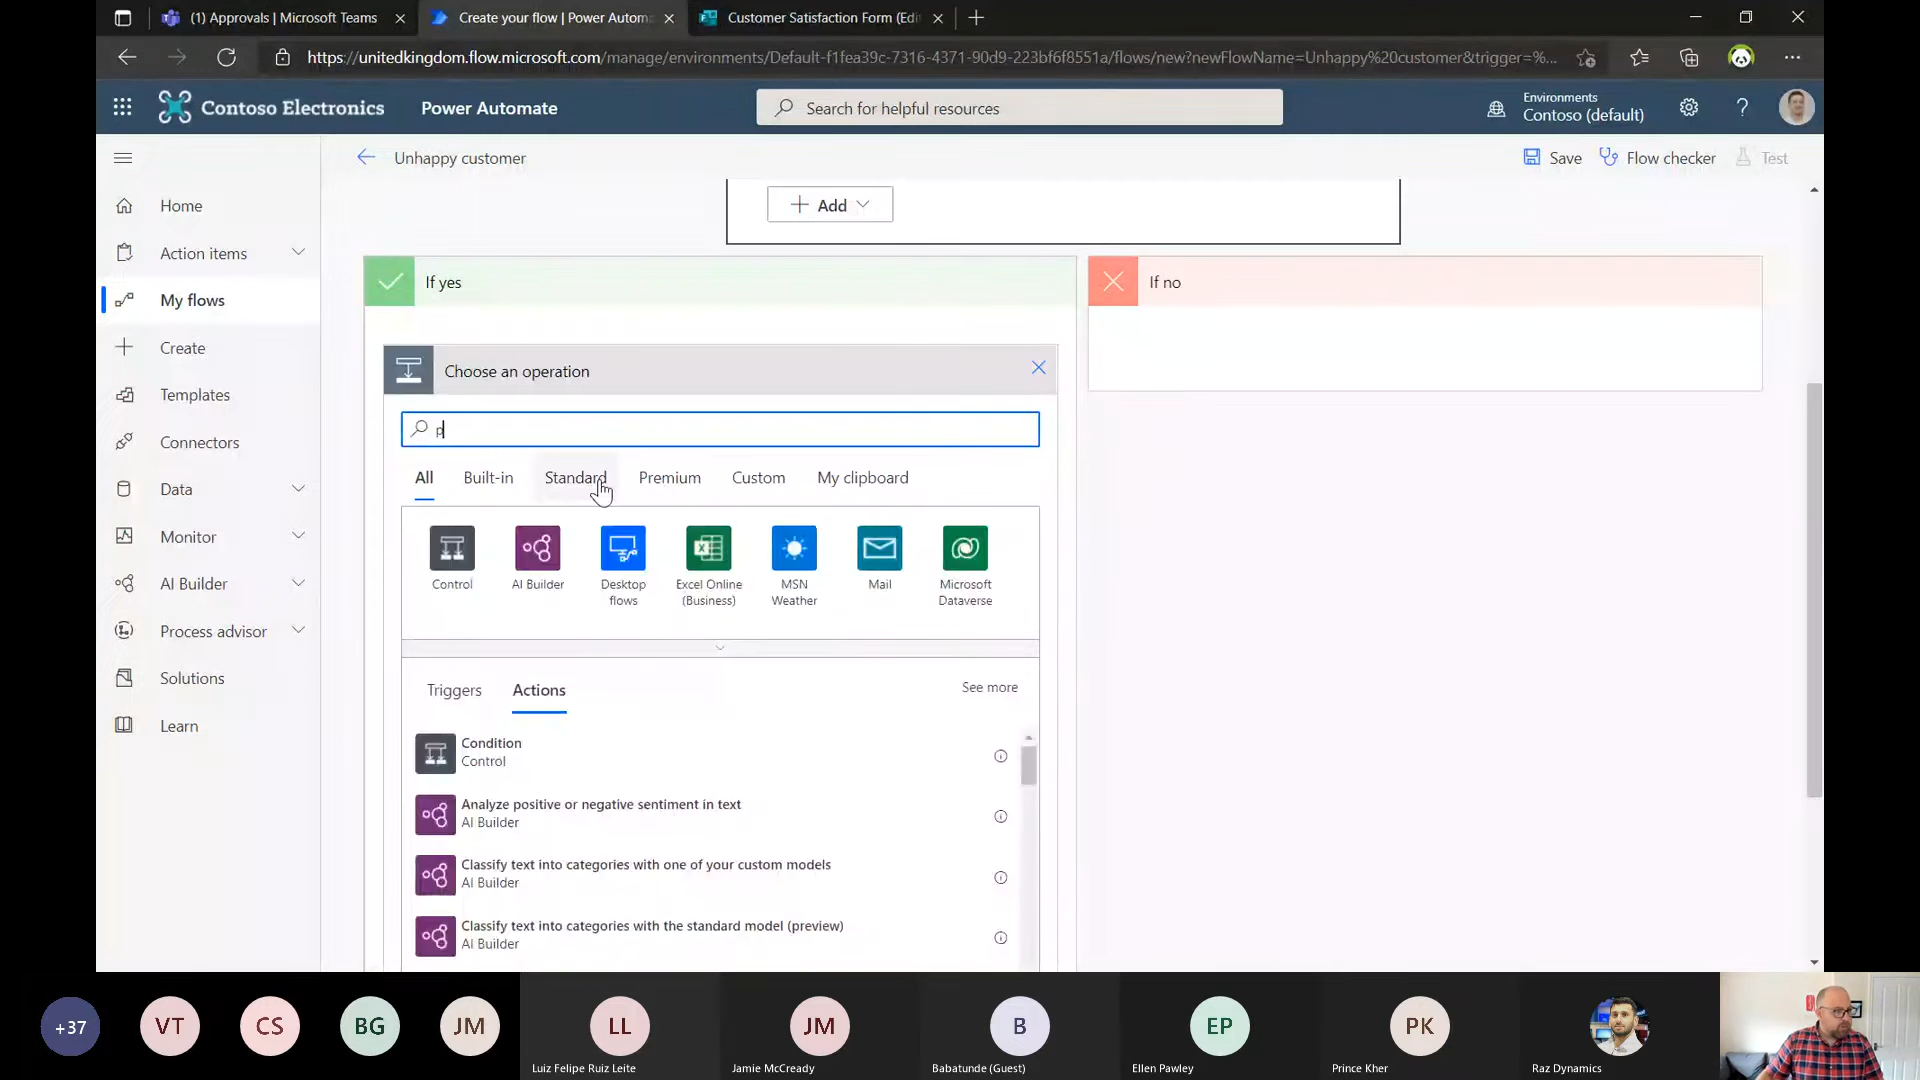 (1) Approvals | Microsoft Teams
Create your flow | Power Autom
Customer Satisfaction Form (Edi
https://unitedkingdom.flow.microsoft.com/manage/environments/Default-f1fea39c-7316-4371-90d9-223bf6f8551a/flows/new?newFlowName=Unhappy%20customer&trigger=%...
Contoso Electronics
Power Automate
Search for helpful resources
Environments
Contoso (default)
?
Unhappy customer
Save
Flow checker
Test
Home
Action items
My flows
Create
Templates
Connectors
Data
Monitor
AI Builder
Process advisor
Solutions
Learn
Add
If yes
If no
Choose an operation
p
All
Built-in
Standard
Premium
Custom
My clipboard
Control
AI Builder
Desktop
flows
Excel Online
(Business)
MSN
Weather
Mail
Microsoft
Dataverse
Triggers
Actions
See more
Condition
Control
Analyze positive or negative sentiment in text
AI Builder
Classify text into categories with one of your custom models
AI Builder
Classify text into categories with the standard model (preview)
AI Builder
+37
VT
CS
BG
JM
LL
Luiz Felipe Ruiz Leite
JM
Jamie McCready
B
Babatunde (Guest)
EP
Ellen Pawley
PK
Prince Kher
Raz Dynamics